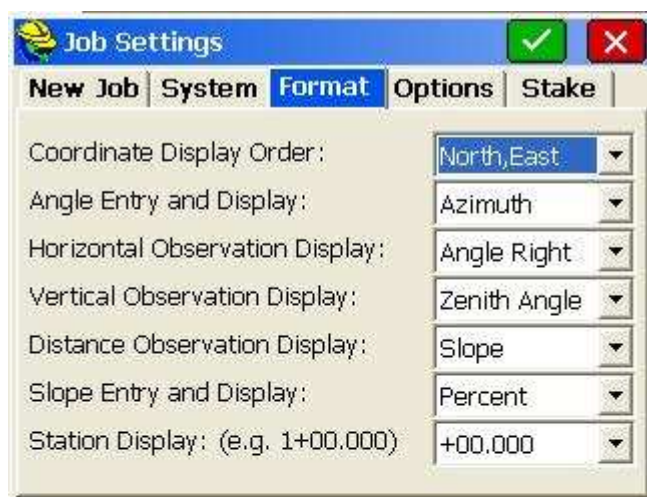 Job Settings
New Job System Format Options Stake
Coordinate Display Order: North,East
Angle Entry and Display: Azimuth
Horizontal Observation Display: Angle Right
Vertical Observation Display: Zenith Angle
Distance Observation Display: Slope
Slope Entry and Display: Percent
Station Display: (e.g. 1+00.000) +00.000